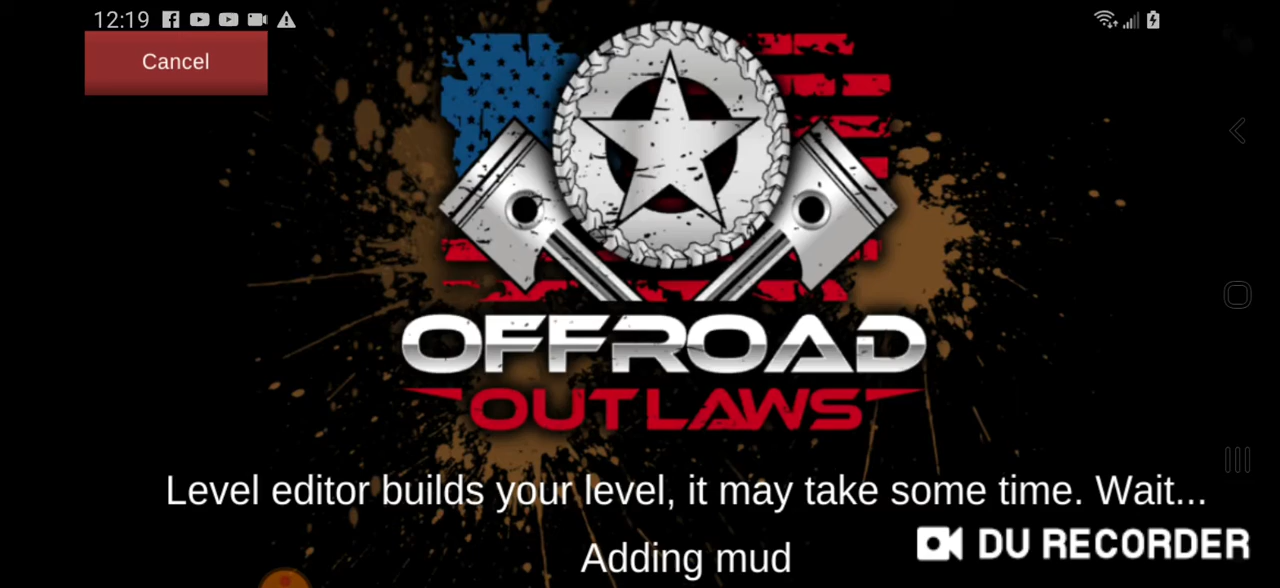 12:19
Cancel
OFFROAD
OUTLAWS
Level editor builds your level, it may take some time. Wait...
Adding mud
DU RECORDER